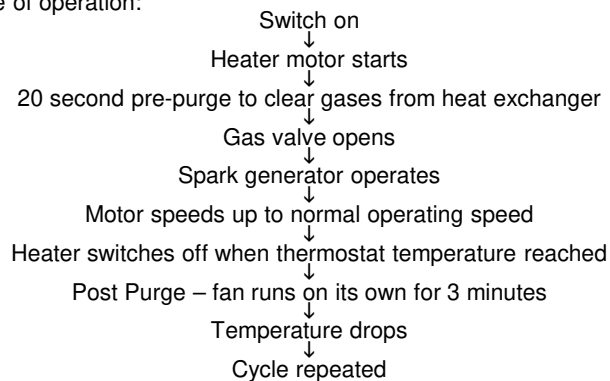 e of operation:
Switch on
↓
Heater motor starts
↓
20 second pre-purge to clear gases from heat exchanger
↓
Gas valve opens
↓
Spark generator operates
↓
Motor speeds up to normal operating speed
↓
Heater switches off when thermostat temperature reached
↓
Post Purge – fan runs on its own for 3 minutes
↓
Temperature drops
↓
Cycle repeated